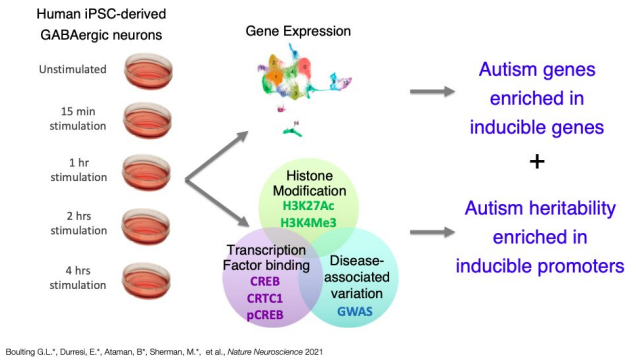 Human iPSC-derived
GABAergic neurons
Unstimulated
15 min
stimulation
1 hr
stimulation
2 hrs
stimulation
4 hrs
stimulation
Gene Expression
Histone
Modification
H3K27Ac
H3K4Me3
Transcription
Factor binding
CREB
CRTC1
pCREB
Disease-
associated
variation
GWAS
Autism genes
enriched in
inducible genes
+
Autism heritability
enriched in
inducible promoters
Boulting G.L.*, Durresi, E.*, Ataman, B*, Sherman, M.*, et al., Nature Neuroscience 2021